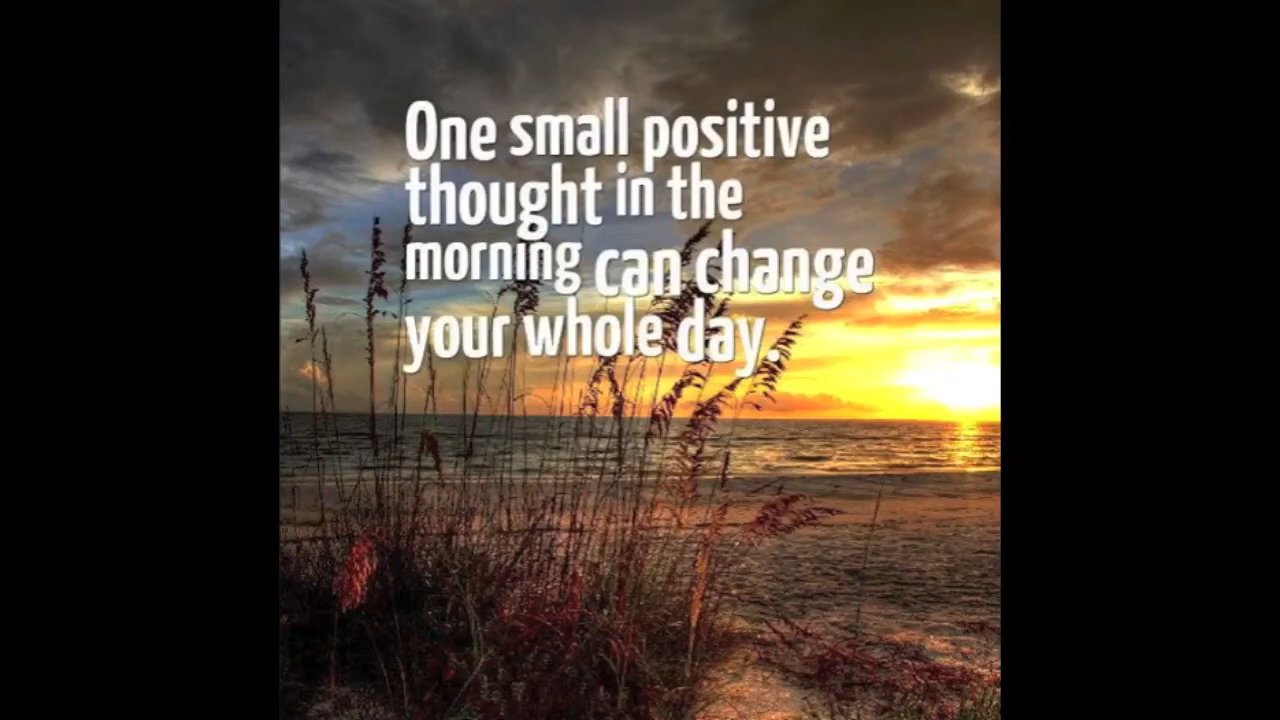 One small positive
thought in the
morning can change
your whole day.